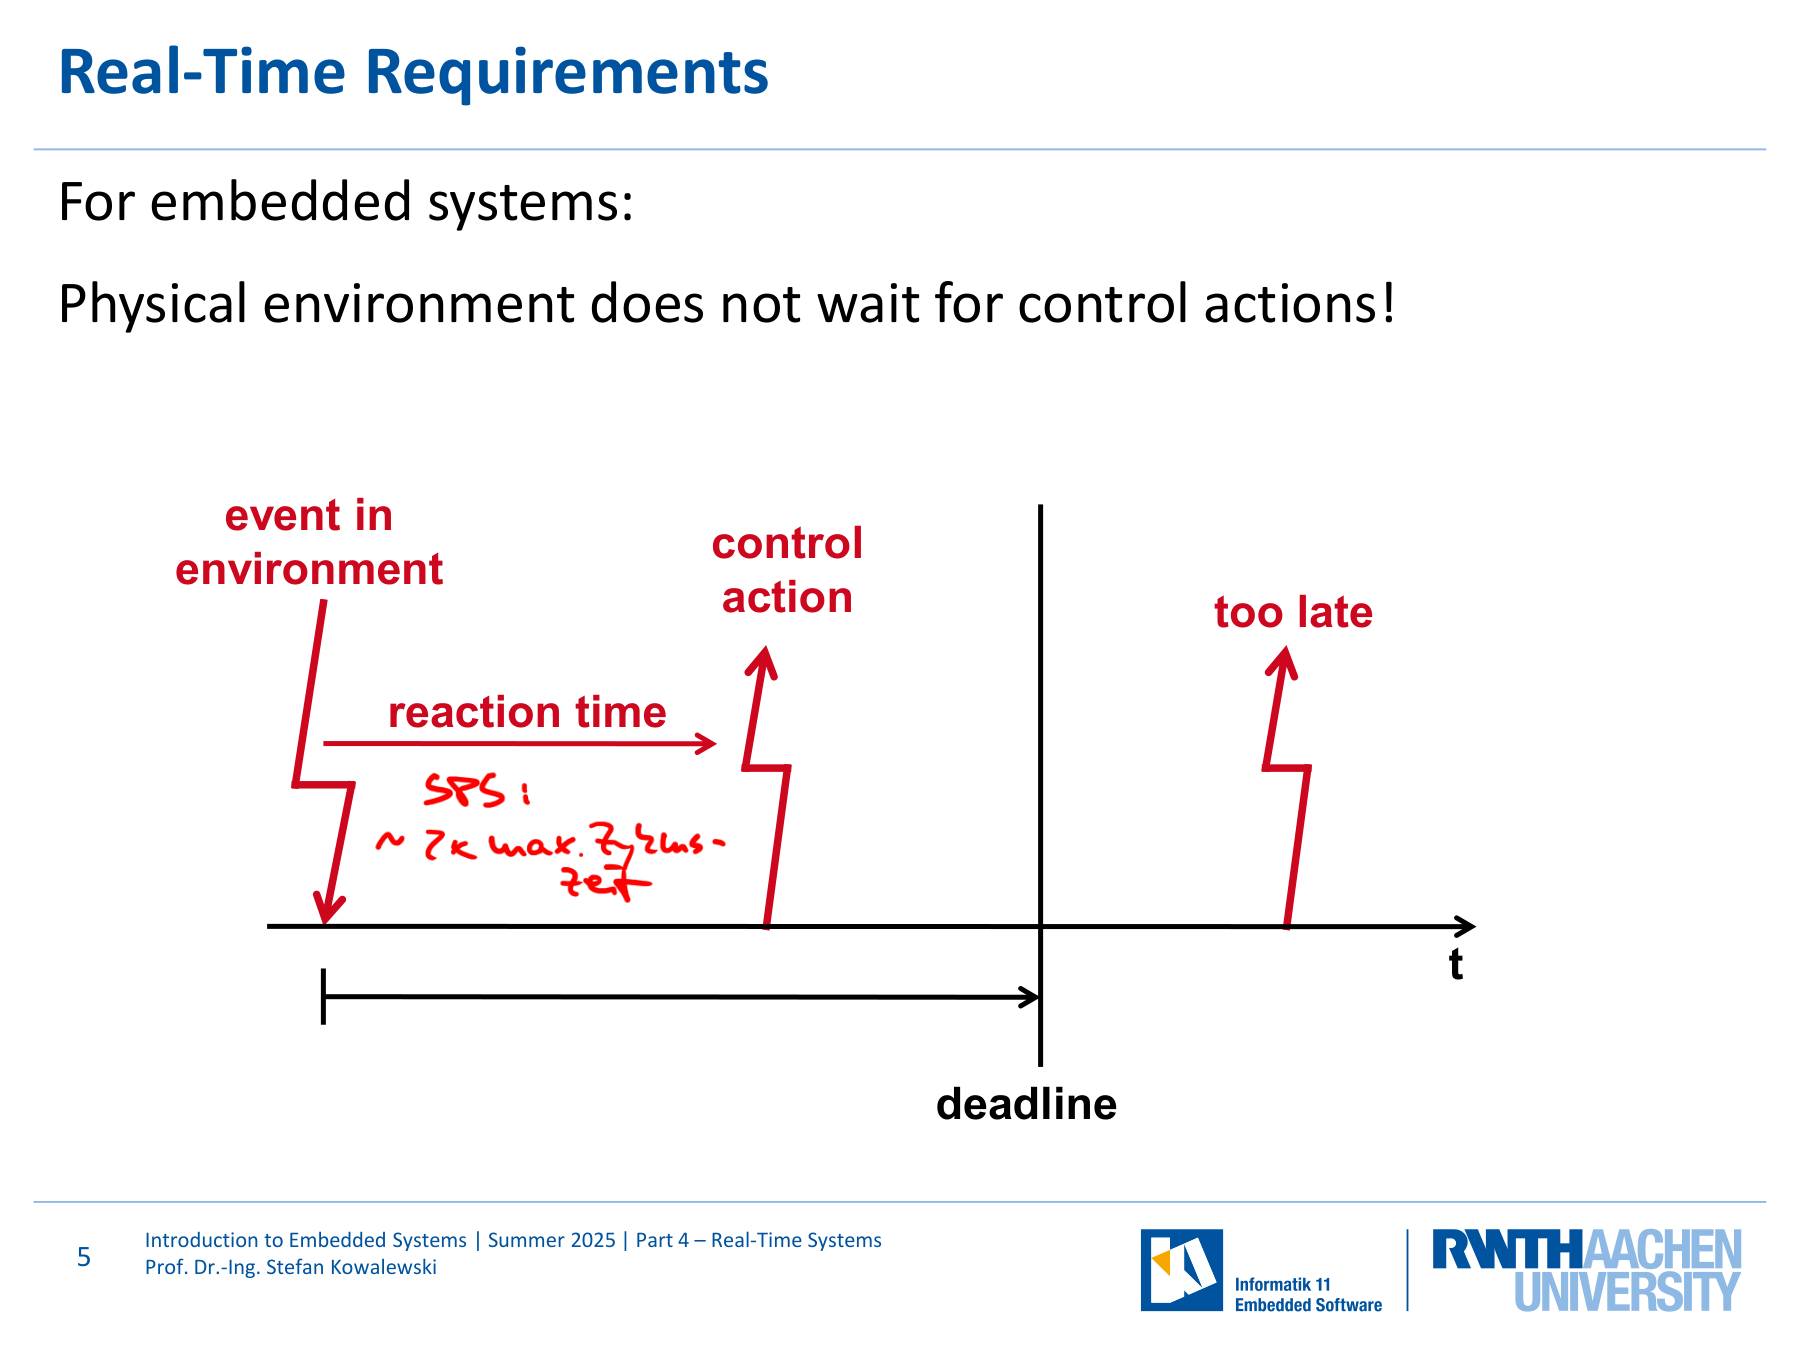 Real-Time Requirements
For embedded systems:
Physical environment does not wait for control actions!
event in
environment
control
action
too late
reaction time
SPS:
~ 2x max. Zyklus-
zeit
t
deadline
5
Introduction to Embedded Systems | Summer 2025 | Part 4 – Real-Time Systems
Prof. Dr.-Ing. Stefan Kowalewski
Informatik 11
Embedded Software
RWTHAACHEN
UNIVERSITY